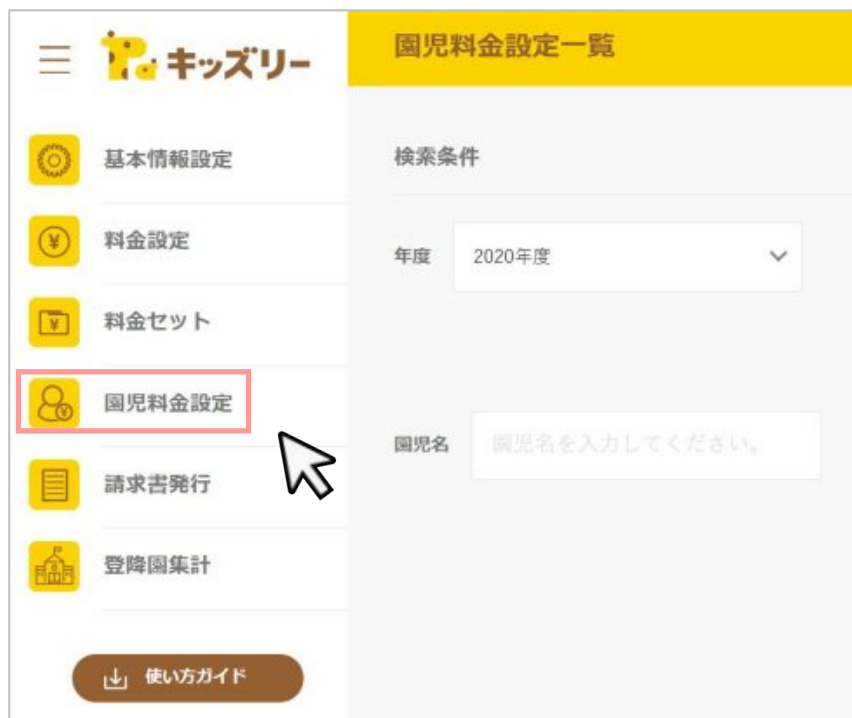 キッズリー
基本情報設定
料金設定
料金セット
園児料金設定
請求書発行
登降園集計
使い方ガイド
園児料金設定一覧
検索条件
年度 2020年度
園児名 園児名を入力してください。